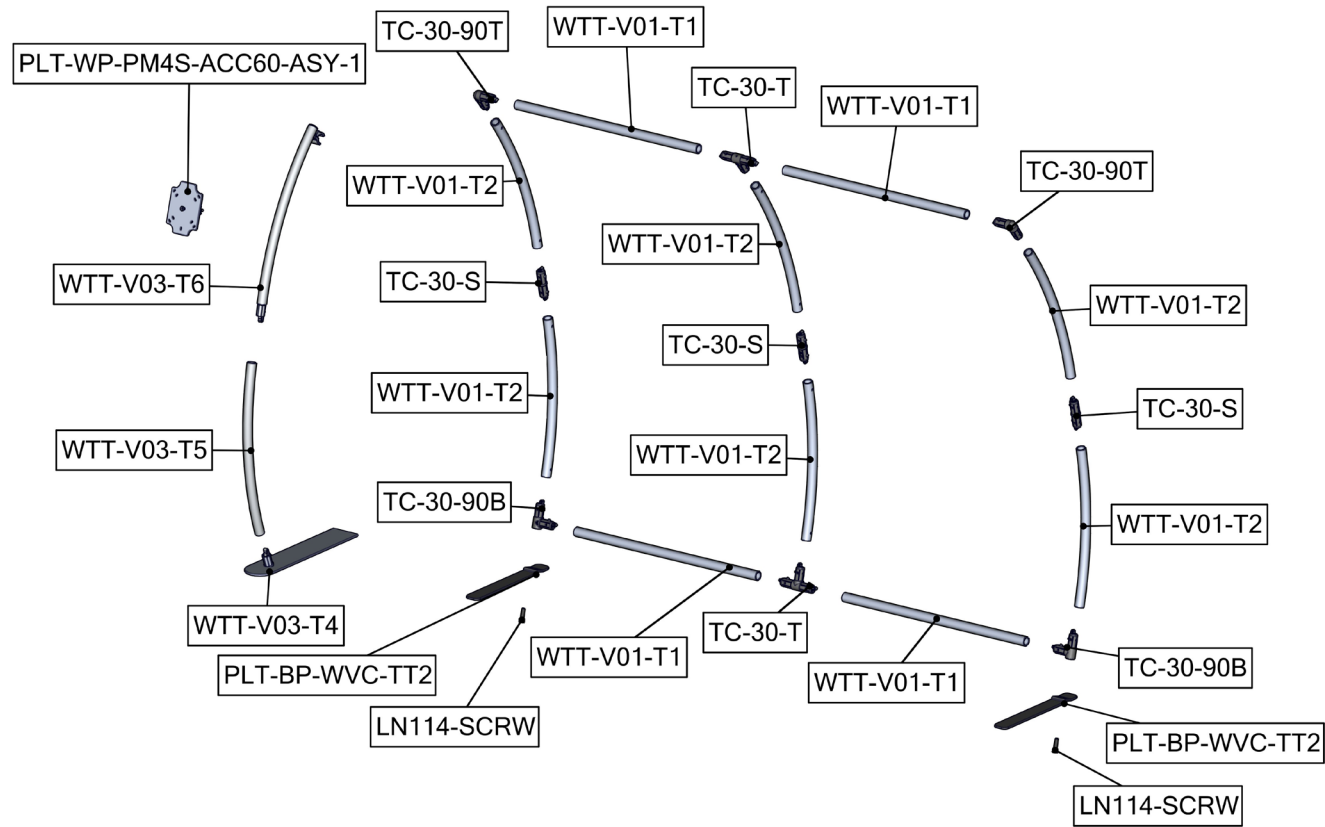 TC-30-90T
WTT-V01-T1
PLT-WP-PM4S-ACC60-ASY-1
TC-30-T
WTT-V01-T1
TC-30-90T
WTT-V01-T2
WTT-V01-T2
WTT-V03-T6
TC-30-S
WTT-V01-T2
TC-30-S
WTT-V01-T2
TC-30-S
WTT-V03-T5
WTT-V01-T2
TC-30-90B
WTT-V01-T2
WTT-V03-T4
TC-30-T
WTT-V01-T1
PLT-BP-WVC-TT2
TC-30-90B
WTT-V01-T1
LN114-SCRW
PLT-BP-WVC-TT2
LN114-SCRW